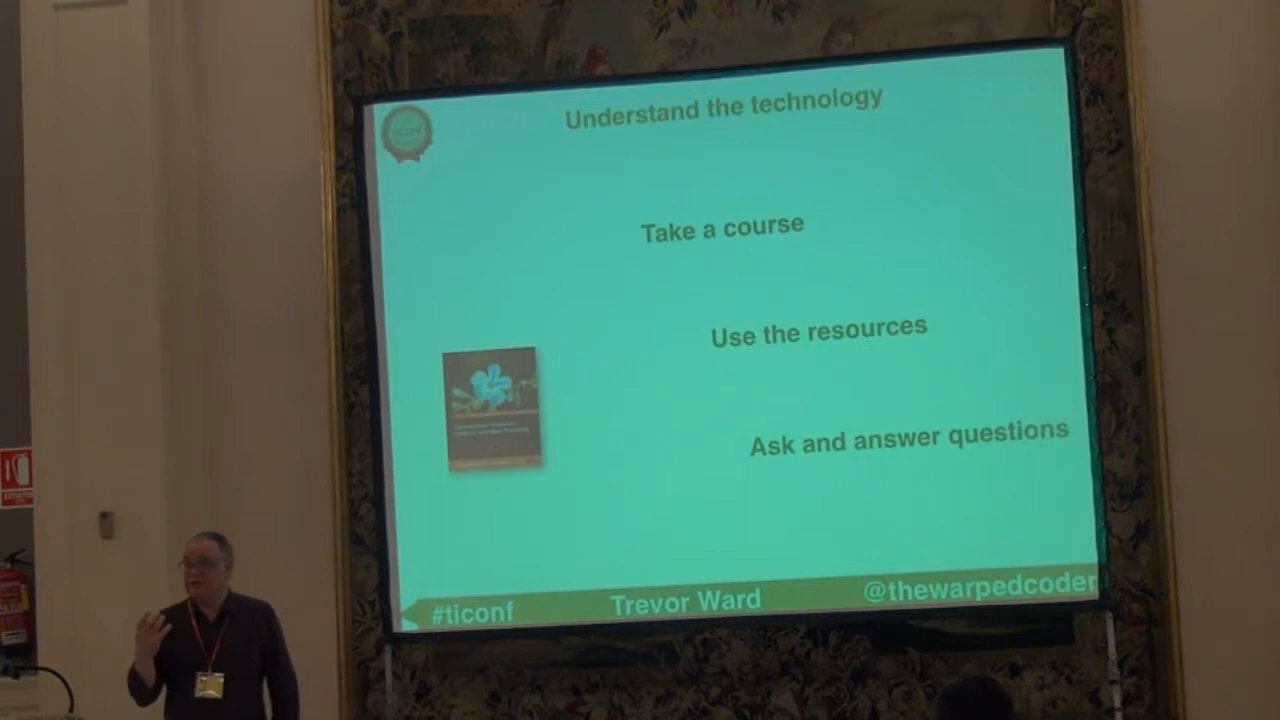 Understand the technology
Take a course
Use the resources
Ask and answer questions
#ticonf
Trevor Ward
@thewarpedcoder